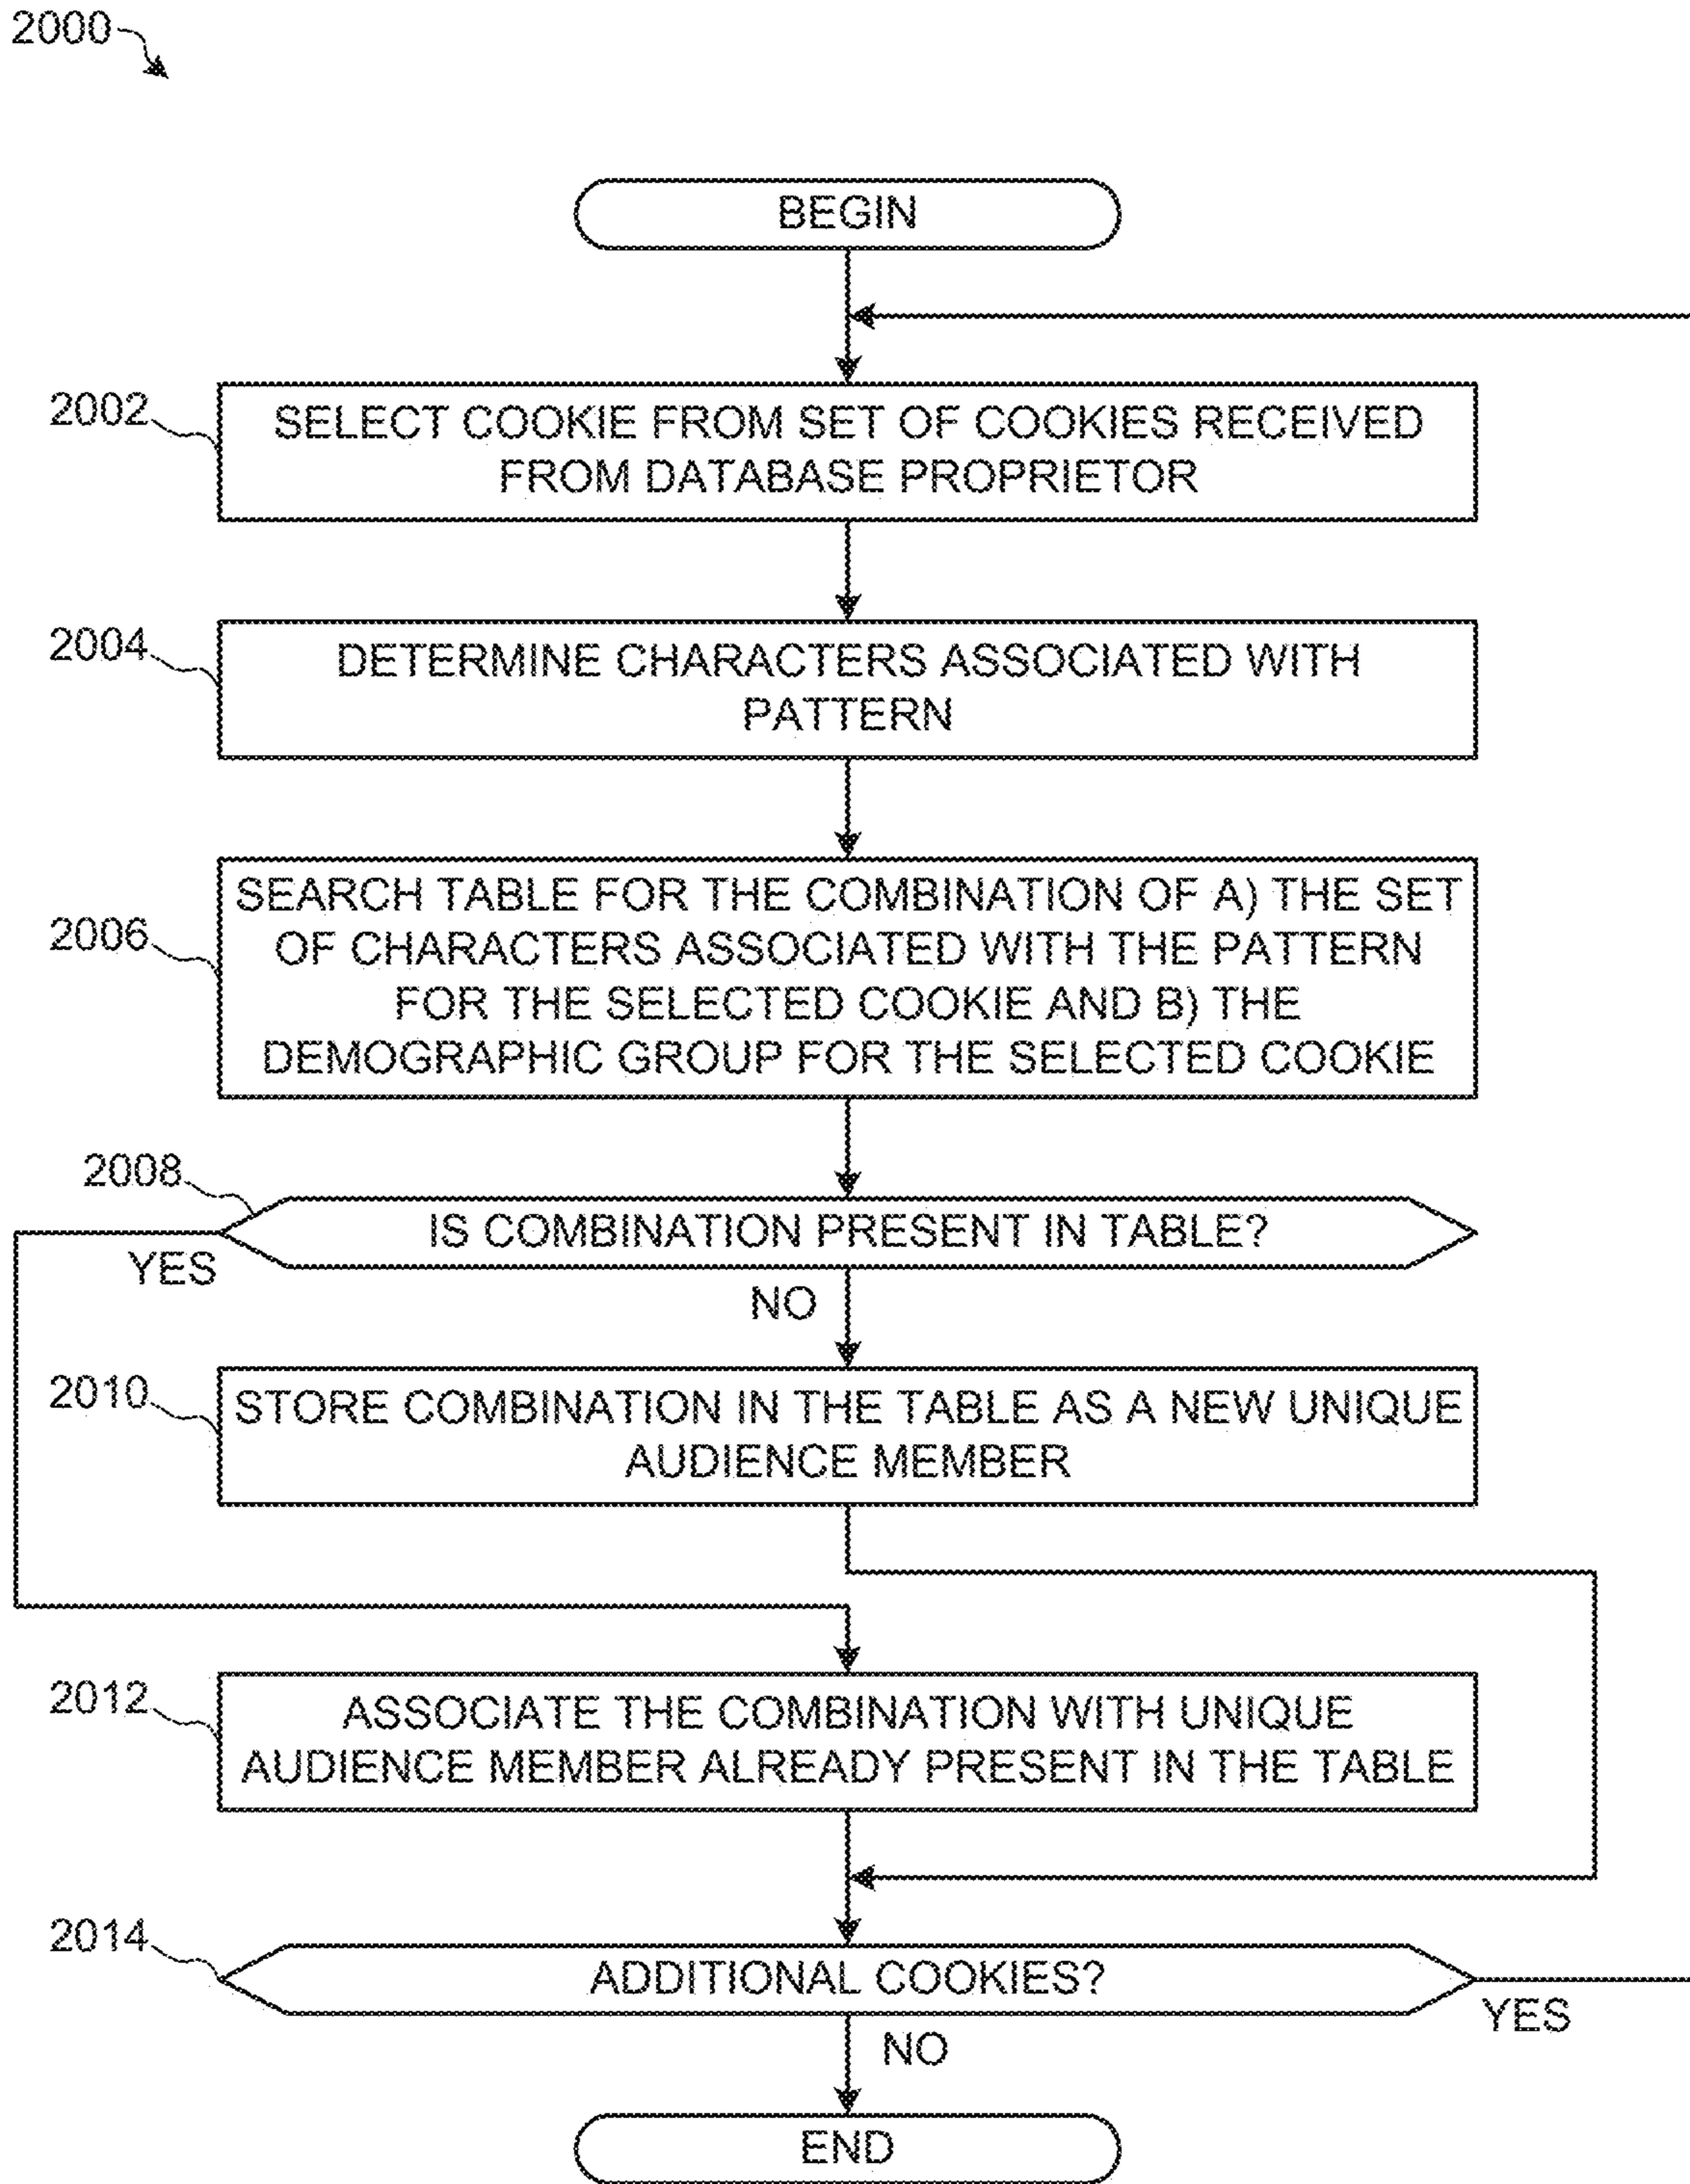 2000
BEGIN
2002
SELECT COOKIE FROM SET OF COOKIES RECEIVED
FROM DATABASE PROPRIETOR
2004
DETERMINE CHARACTERS ASSOCIATED WITH
PATTERN
2006
SEARCH TABLE FOR THE COMBINATION OF A) THE SET
OF CHARACTERS ASSOCIATED WITH THE PATTERN
FOR THE SELECTED COOKIE AND B) THE
DEMOGRAPHIC GROUP FOR THE SELECTED COOKIE
2008
IS COMBINATION PRESENT IN TABLE?
YES
NO
2010
STORE COMBINATION IN THE TABLE AS A NEW UNIQUE
AUDIENCE MEMBER
2012
ASSOCIATE THE COMBINATION WITH UNIQUE
AUDIENCE MEMBER ALREADY PRESENT IN THE TABLE
2014
ADDITIONAL COOKIES?
YES
NO
END